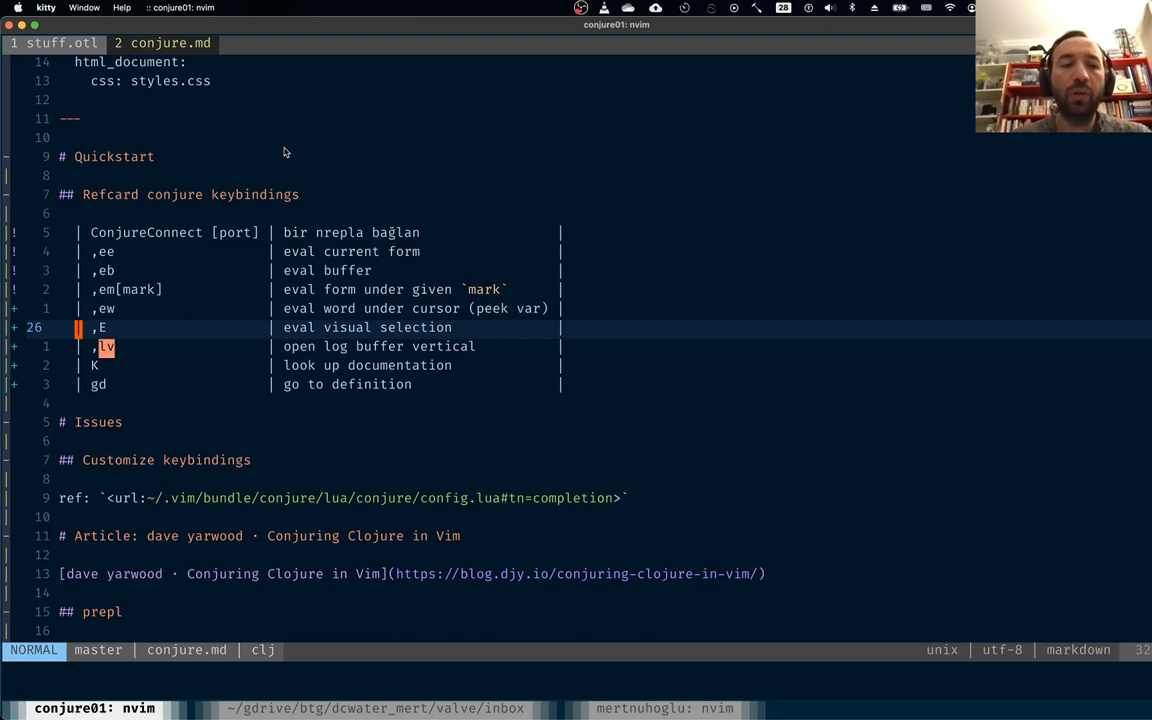 kitty Window Help :: conjure01: nvim 28
conjure01: nvim
1 stuff.otl 2 conjure.md
14 html_document:
13 css: styles.css
12
11 ---
10
9 # Quickstart
8
7 ## Refcard conjure keybindings
6
! 5 | ConjureConnect [port] | bir nrepla bağlan |
! 4 | ,ee | eval current form |
! 3 | ,eb | eval buffer |
! 2 | ,em[mark] | eval form under given `mark` |
+ 1 | ,ew | eval word under cursor (peek var) |
+ 26 | ,E | eval visual selection |
+ 1 | ,lv | open log buffer vertical |
+ 2 | K | look up documentation |
+ 3 | gd | go to definition |
4
5 # Issues
6
7 ## Customize keybindings
8
9 ref: `<url:~/.vim/bundle/conjure/lua/conjure/config.lua#tn=completion>`
10
11 # Article: dave yarwood · Conjuring Clojure in Vim
12
13 [dave yarwood · Conjuring Clojure in Vim](https://blog.djy.io/conjuring-clojure-in-vim/)
14
15 ## prepl
16
NORMAL master | conjure.md | clj unix | utf-8 | markdown 32
conjure01: nvim ~/gdrive/btg/dcwater_mert/valve/inbox mertnuhoglu: nvim